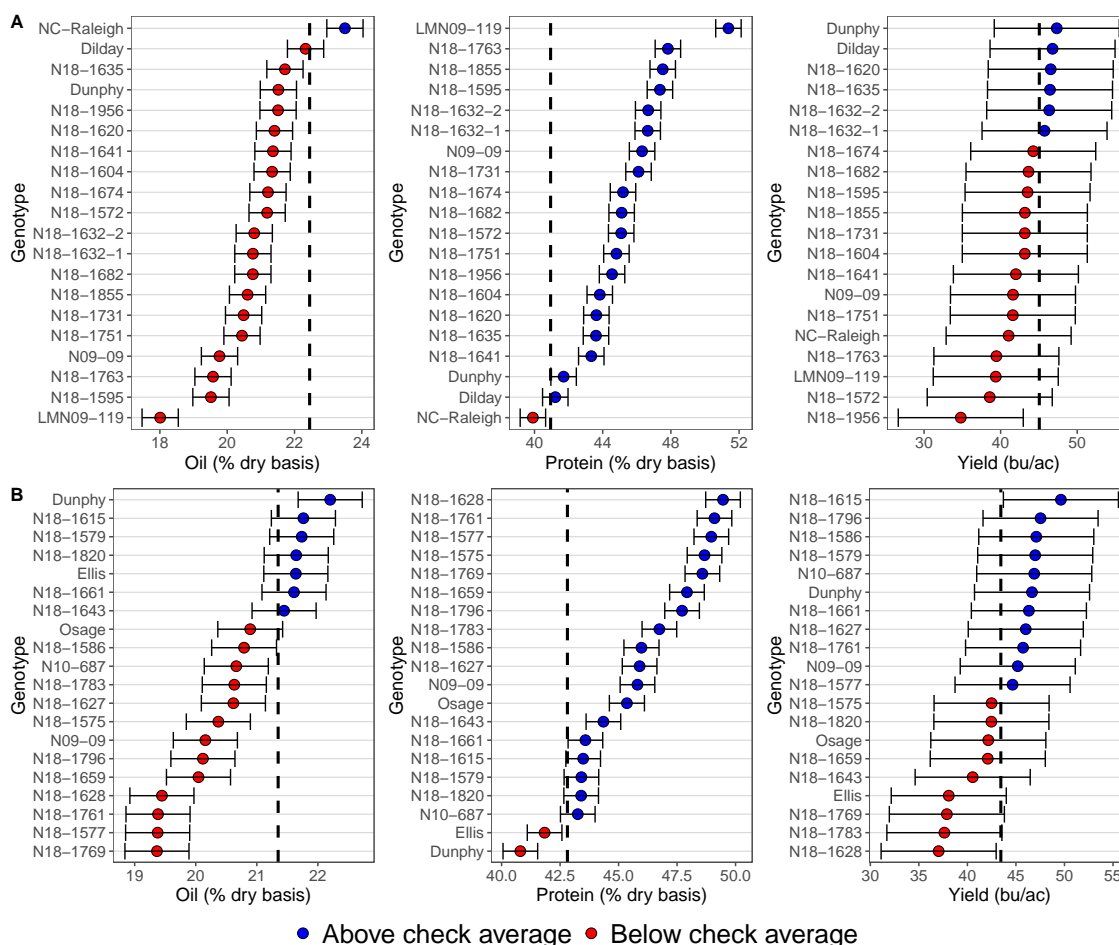 A
Genotype
NC−Raleigh
Dilday
N18−1635
Dunphy
N18−1956
N18−1620
N18−1641
N18−1604
N18−1674
N18−1572
N18−1632−2
N18−1632−1
N18−1682
N18−1855
N18−1731
N18−1751
N09−09
N18−1763
N18−1595
LMN09−119
18 20 22 24
Oil (% dry basis)
Genotype
LMN09−119
N18−1763
N18−1855
N18−1595
N18−1632−2
N18−1632−1
N09−09
N18−1731
N18−1674
N18−1682
N18−1572
N18−1751
N18−1956
N18−1604
N18−1620
N18−1635
N18−1641
Dunphy
Dilday
NC−Raleigh
40 44 48 52
Protein (% dry basis)
Genotype
Dunphy
Dilday
N18−1620
N18−1635
N18−1632−2
N18−1632−1
N18−1674
N18−1682
N18−1595
N18−1855
N18−1731
N18−1604
N18−1641
N09−09
N18−1751
NC−Raleigh
N18−1763
LMN09−119
N18−1572
N18−1956
30 40 50
Yield (bu/ac)
B
Genotype
Dunphy
N18−1615
N18−1579
N18−1820
Ellis
N18−1661
N18−1643
Osage
N18−1586
N10−687
N18−1783
N18−1627
N18−1575
N09−09
N18−1796
N18−1659
N18−1628
N18−1761
N18−1577
N18−1769
19 20 21 22
Oil (% dry basis)
Genotype
N18−1628
N18−1761
N18−1577
N18−1575
N18−1769
N18−1659
N18−1796
N18−1783
N18−1586
N18−1627
N09−09
Osage
N18−1643
N18−1661
N18−1615
N18−1579
N18−1820
N10−687
Ellis
Dunphy
40.0 42.5 45.0 47.5 50.0
Protein (% dry basis)
Genotype
N18−1615
N18−1796
N18−1586
N18−1579
N10−687
Dunphy
N18−1661
N18−1627
N18−1761
N09−09
N18−1577
N18−1575
N18−1820
Osage
N18−1659
N18−1643
Ellis
N18−1769
N18−1783
N18−1628
30 35 40 45 50 55
Yield (bu/ac)
Above check average Below check average